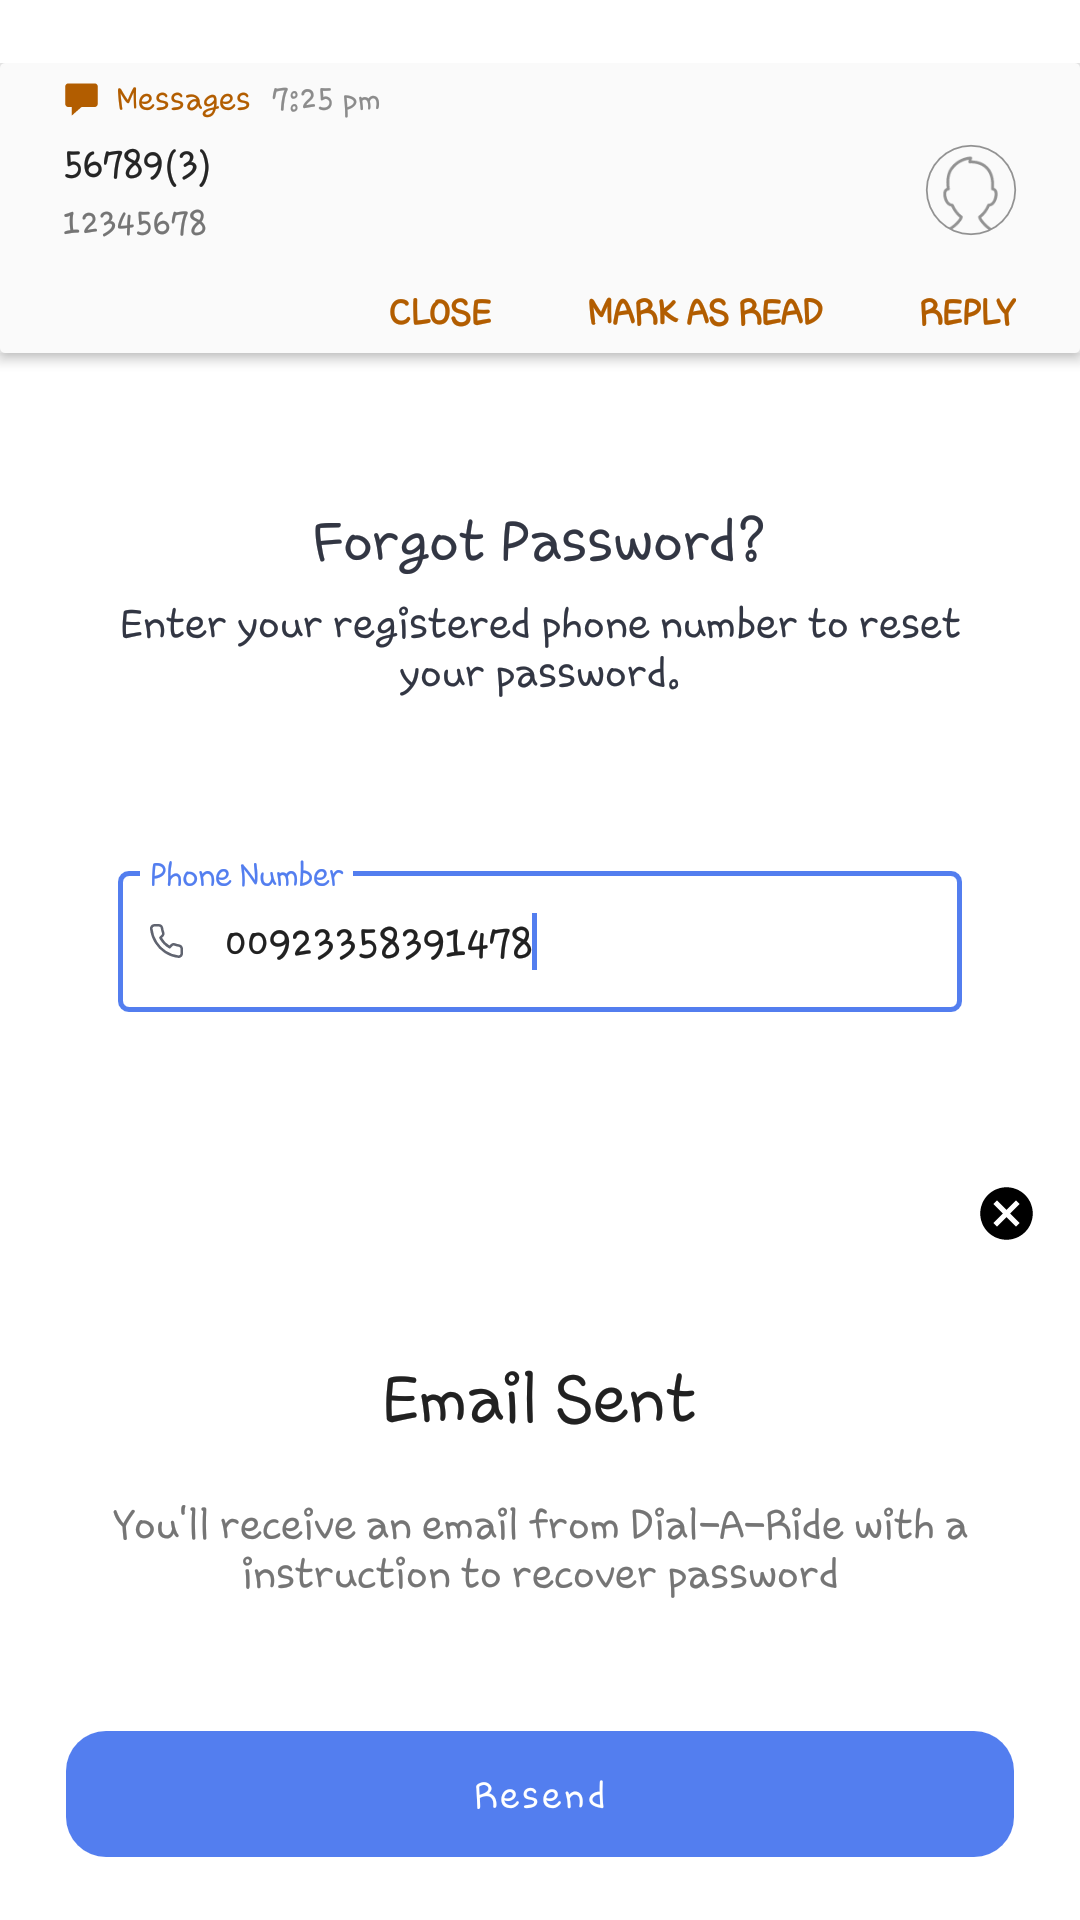 Messages 7:25 pm
56789(3)
12345678
CLOSE MARK AS READ REPLY
Forgot Password?
Enter your registered phone number to reset
your password.
Phone Number
00923358391478
Email Sent
You'll receive an email from Dial-A-Ride with a
instruction to recover password
Resend